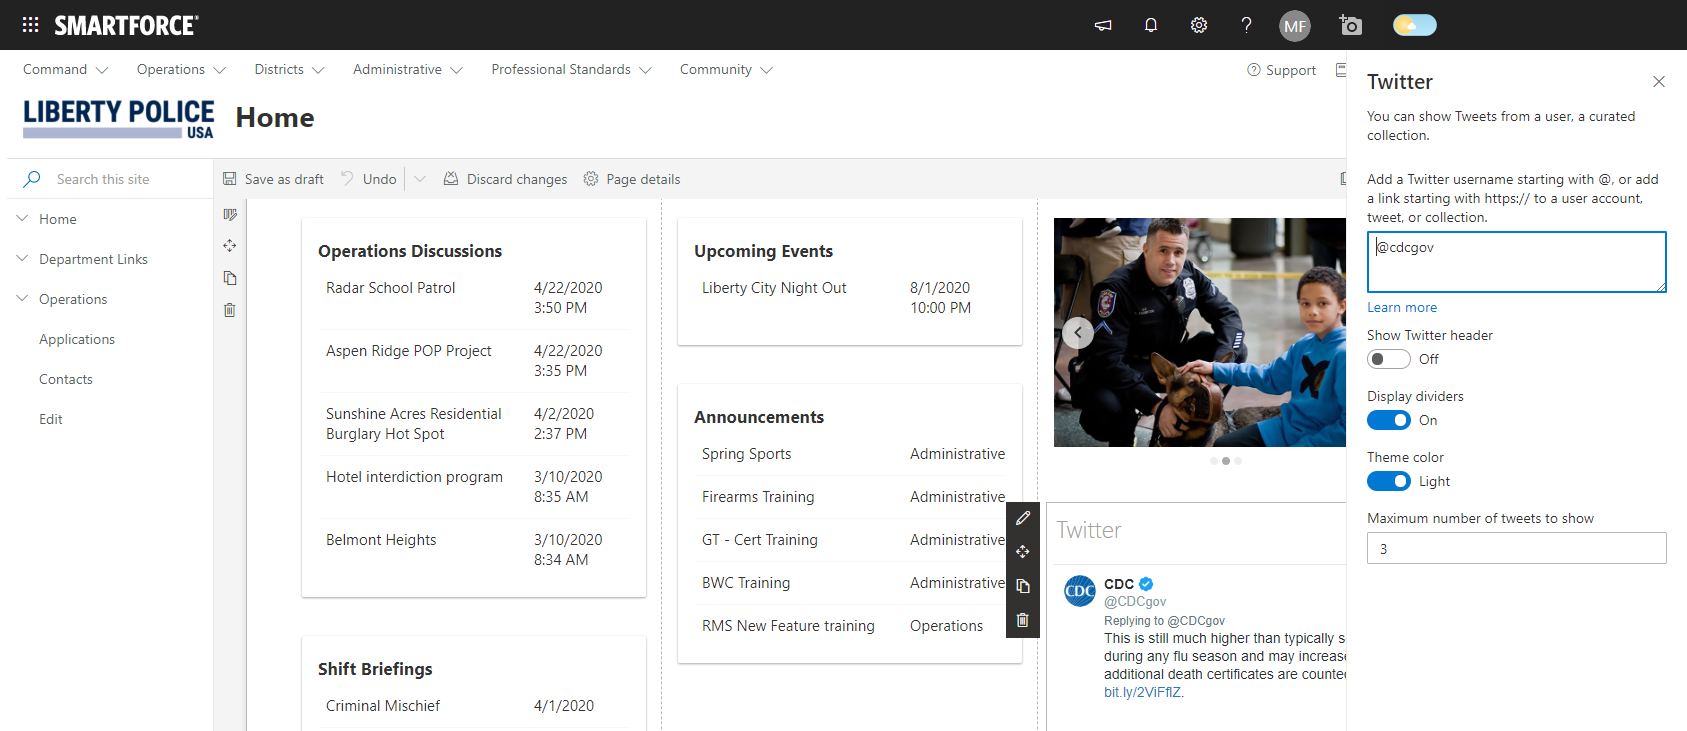 SMARTFORCE®
MF
Command
Operations
Districts
Administrative
Professional Standards
Community
Support
LIBERTY POLICE
USA
Home
Search this site
Save as draft
Undo
Discard changes
Page details
Home
Department Links
Operations
Applications
Contacts
Edit
Operations Discussions
Radar School Patrol 4/22/2020
3:50 PM
Aspen Ridge POP Project 4/22/2020
3:35 PM
Sunshine Acres Residential 4/2/2020
Burglary Hot Spot 2:37 PM
Hotel interdiction program 3/10/2020
8:35 AM
Belmont Heights 3/10/2020
8:34 AM
Shift Briefings
Criminal Mischief 4/1/2020
Upcoming Events
Liberty City Night Out 8/1/2020
10:00 PM
Announcements
Spring Sports Administrative
Firearms Training Administrative
GT - Cert Training Administrative
BWC Training Administrative
RMS New Feature training Operations
Twitter
CDC
CDC
@CDCgov
Replying to @CDCgov
This is still much higher than typically s
during any flu season and may increase
additional death certificates are counte
bit.ly/2ViFflZ.
Twitter
You can show Tweets from a user, a curated
collection.
Add a Twitter username starting with @, or add
a link starting with https:// to a user account,
tweet, or collection.
@cdcgov
Learn more
Show Twitter header
Off
Display dividers
On
Theme color
Light
Maximum number of tweets to show
3